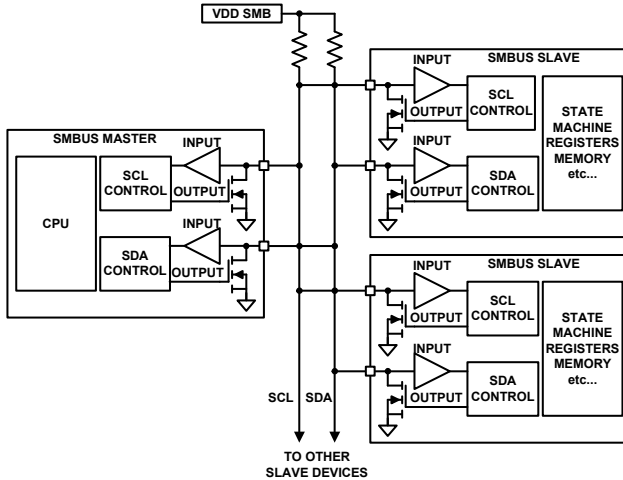 VDD SMB
SMBUS MASTER
CPU
SCL
CONTROL
INPUT
OUTPUT
SDA
CONTROL
INPUT
OUTPUT
SMBUS SLAVE
INPUT
OUTPUT
SCL
CONTROL
INPUT
OUTPUT
SDA
CONTROL
STATE
MACHINE
REGISTERS
MEMORY
etc...
SMBUS SLAVE
INPUT
OUTPUT
SCL
CONTROL
INPUT
OUTPUT
SDA
CONTROL
STATE
MACHINE
REGISTERS
MEMORY
etc...
SCL
SDA
TO OTHER
SLAVE DEVICES